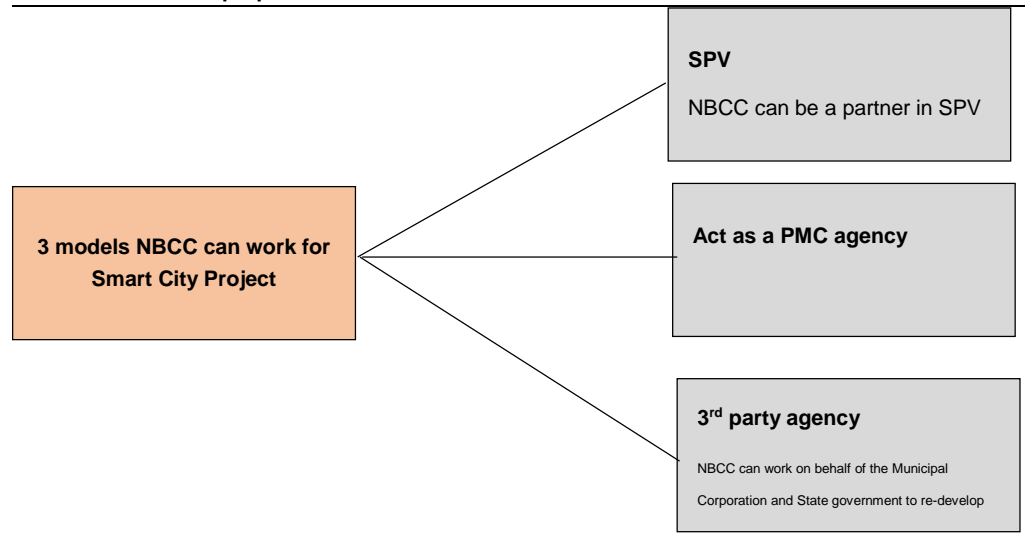 SPV
NBCC can be a partner in SPV
3 models NBCC can work for
Smart City Project
Act as a PMC agency
3rd party agency
NBCC can work on behalf of the Municipal
Corporation and State government to re-develop